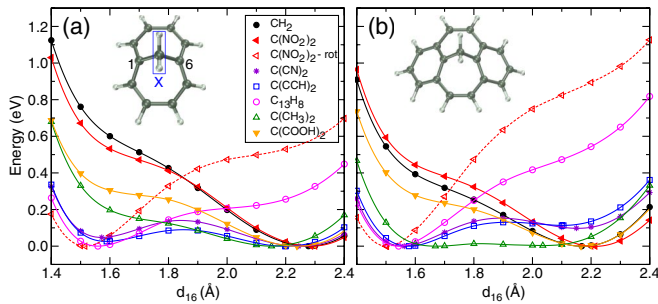 (a)
1
6
X
CH₂
C(NO₂)₂
C(NO₂)₂- rot
C(CN)₂
C(CCH)₂
C₁₃H₈
C(CH₃)₂
C(COOH)₂
(b)
Energy (eV)
1.2
1.0
0.8
0.6
0.4
0.2
0.0
1.4 1.6 1.8 2.0 2.2 2.4
d₁₆ (Å)
1.6 1.8 2.0 2.2 2.4
d₁₆ (Å)